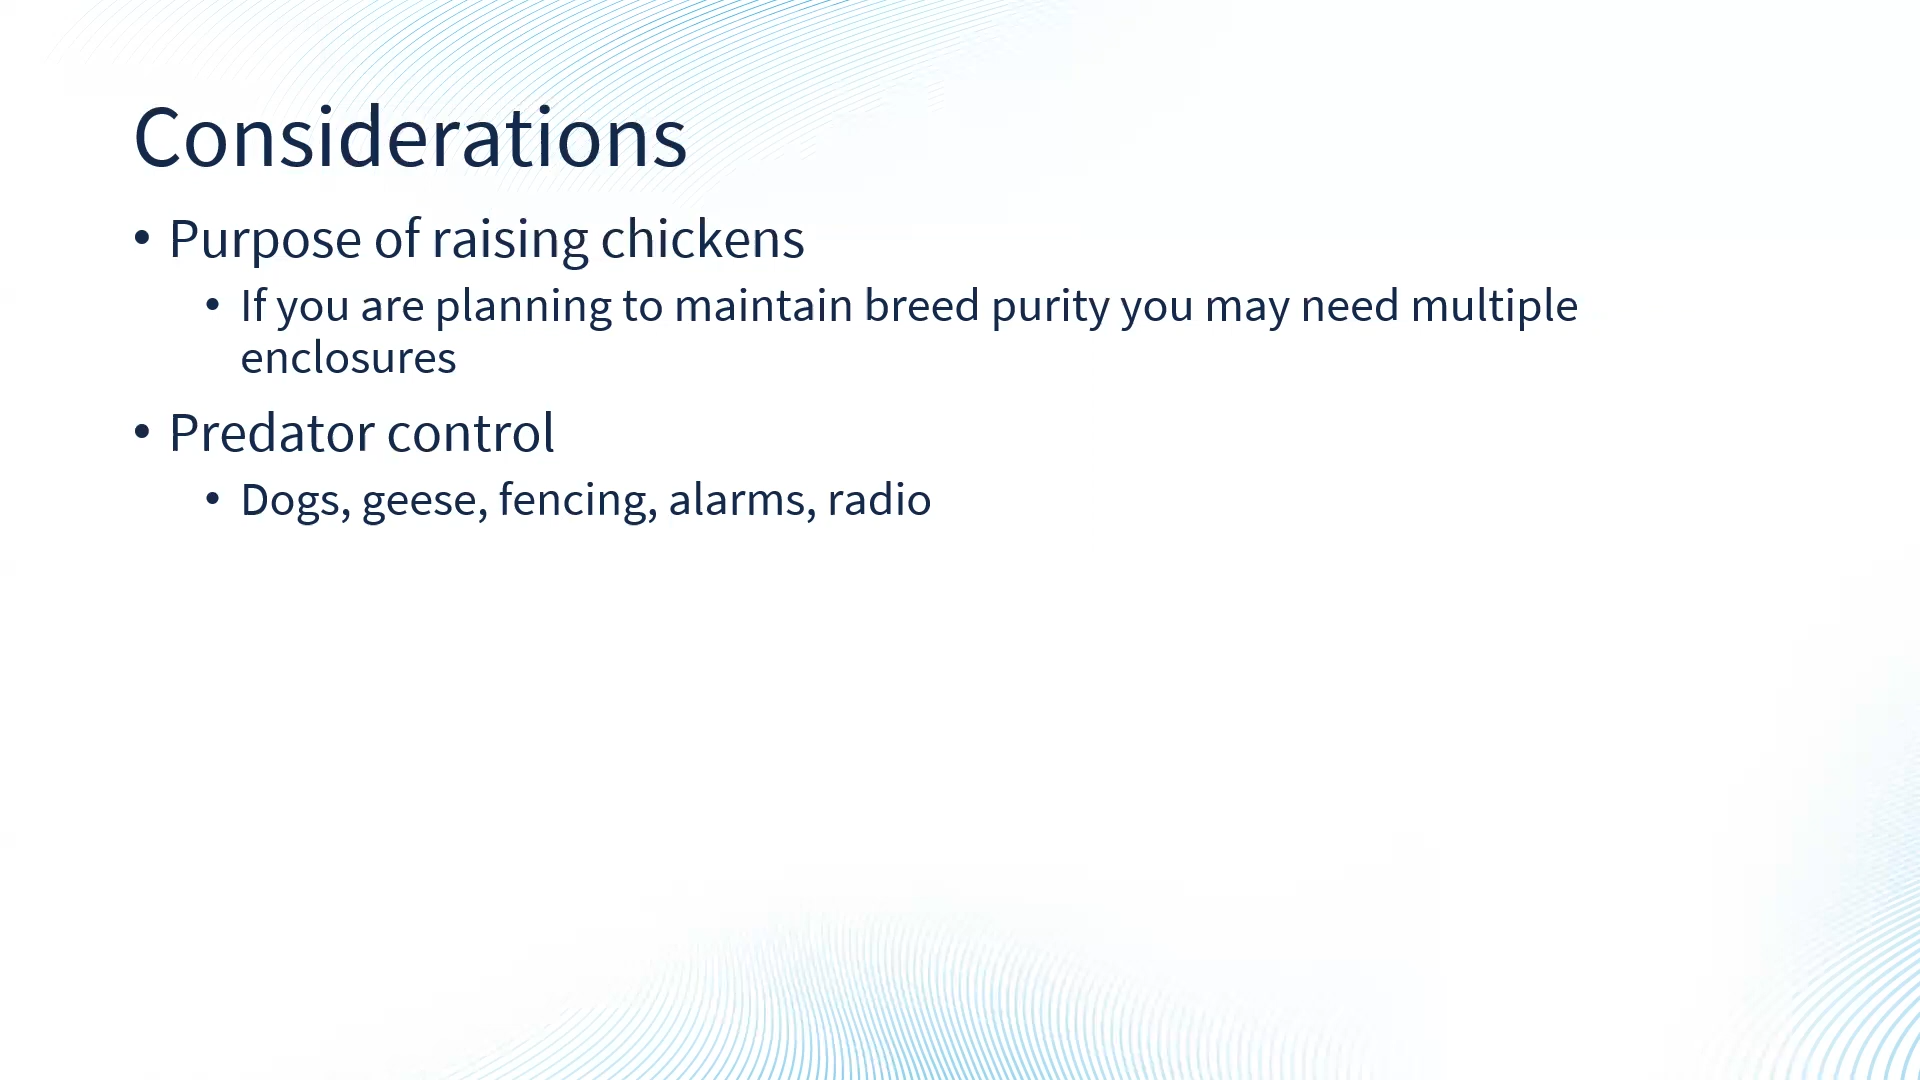 Considerations
• Purpose of raising chickens
• If you are planning to maintain breed purity you may need multiple
enclosures
• Predator control
• Dogs, geese, fencing, alarms, radio